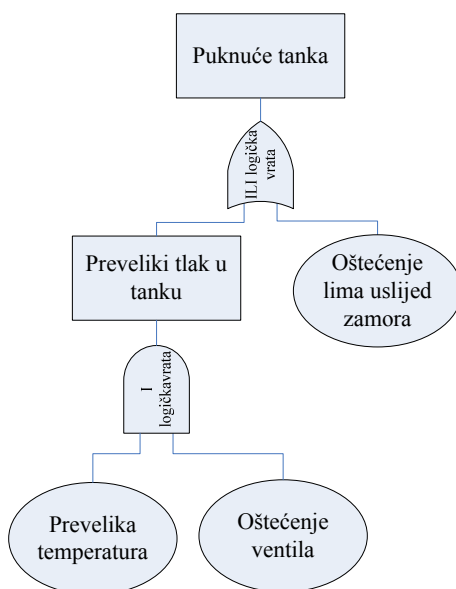 Puknuće tanka
ILI logička
vrata
Preveliki tlak u
tanku
Oštećenje
lima uslijed
zamora
I
logičkavrata
Prevelika
temperatura
Oštećenje
ventila